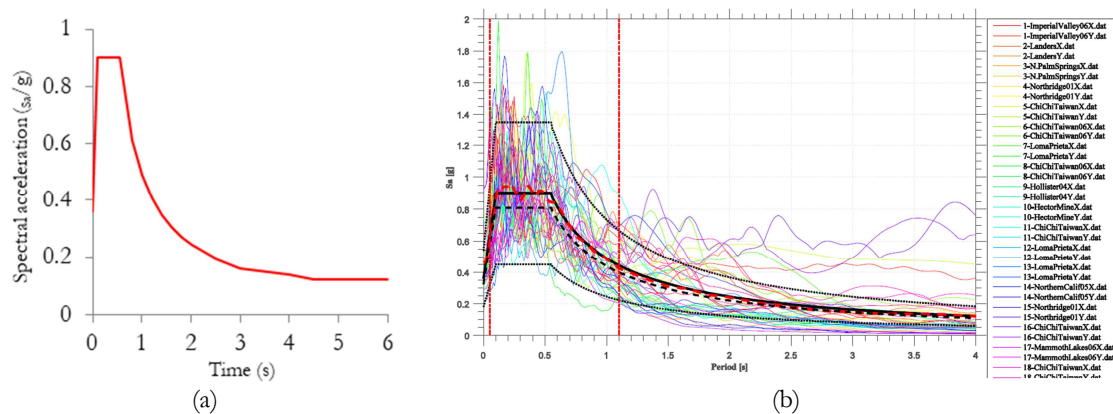 1
0.8
0.6
0.4
0.2
0
0 1 2 3 4 5 6
Spectral acceleration (Sa/g)
Time (s)
(a)
2
1.8
1.6
1.4
1.2
1
0.8
0.6
0.4
0.2
0
0 0.5 1 1.5 2 2.5 3 3.5 4
Sa [g]
Period [s]
1-ImperialValley06X.dat
1-ImperialValley06Y.dat
2-LandersX.dat
2-LandersY.dat
3-N.PalmSpringsX.dat
3-N.PalmSpringsY.dat
4-Northridge01X.dat
4-Northridge01Y.dat
5-ChiChiTaiwanX.dat
5-ChiChiTaiwanY.dat
6-ChiChiTaiwan06X.dat
6-ChiChiTaiwan06Y.dat
7-LomaPrietaX.dat
7-LomaPrietaY.dat
8-ChiChiTaiwan06X.dat
8-ChiChiTaiwan06Y.dat
9-Hollister04X.dat
9-Hollister04Y.dat
10-HectorMineX.dat
10-HectorMineY.dat
11-ChiChiTaiwanX.dat
11-ChiChiTaiwanY.dat
12-LomaPrietaX.dat
12-LomaPrietaY.dat
13-LomaPrietaX.dat
13-LomaPrietaY.dat
14-NorthernCalif05X.dat
14-NorthernCalif05Y.dat
15-Northridge01X.dat
15-Northridge01Y.dat
16-ChiChiTaiwanX.dat
16-ChiChiTaiwanY.dat
17-MammothLakes06X.dat
17-MammothLakes06Y.dat
18-ChiChiTaiwanX.dat
18-ChiChiTaiwanY.dat
(b)